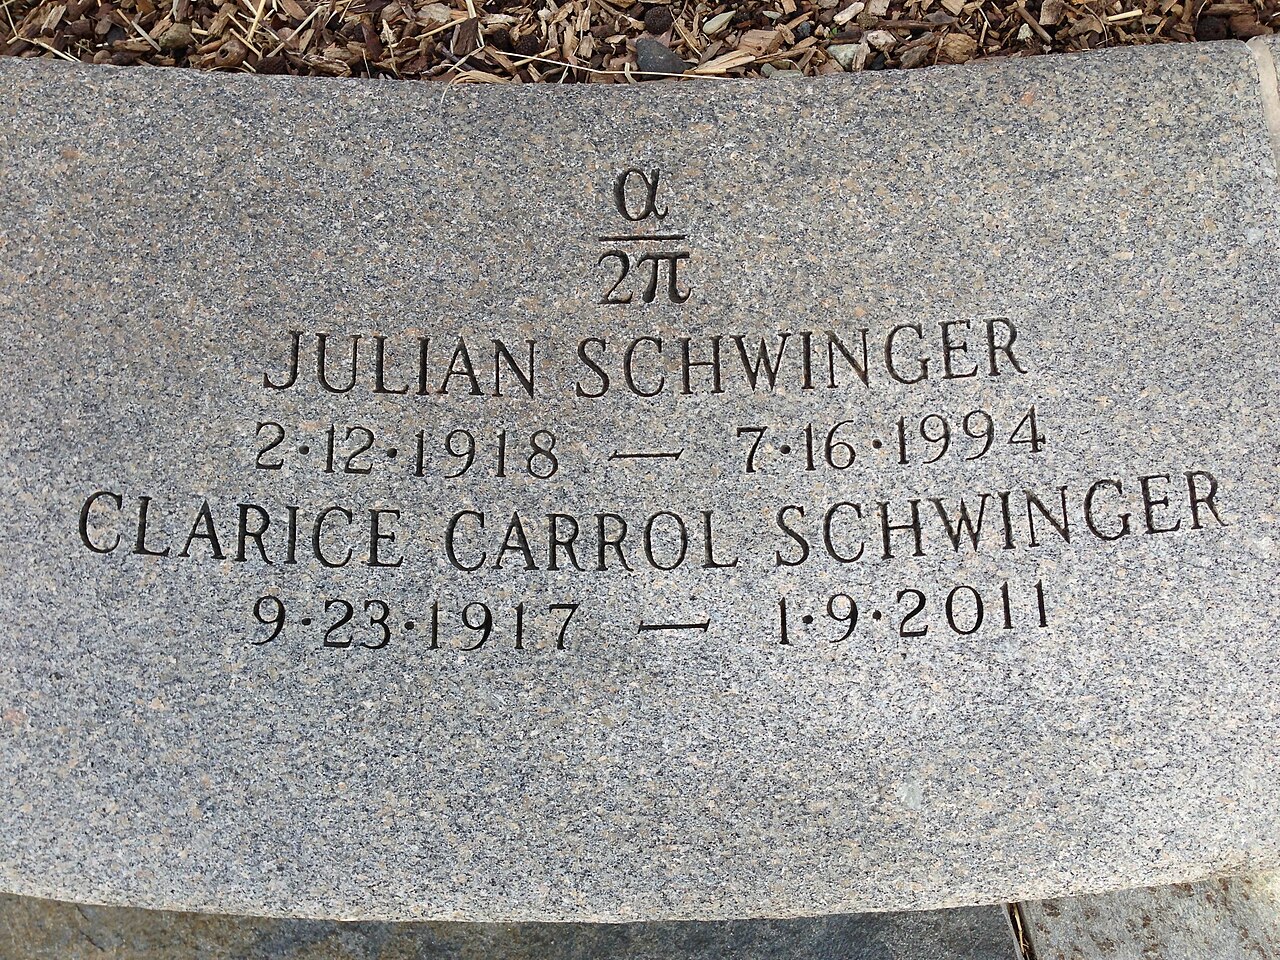 α
2π
JULIAN SCHWINGER
2·12·1918 — 7·16·1994
CLARICE CARROL SCHWINGER
9·23·1917 — 1·9·2011